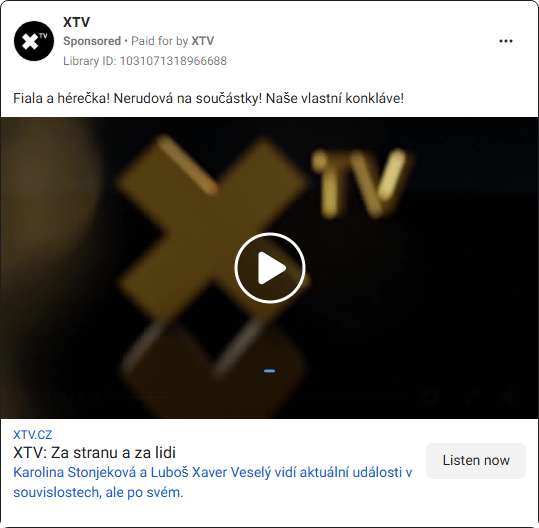 XTV
Sponsored • Paid for by XTV
Library ID: 1031071318966688
Fiala a hérečka! Nerudová na součástky! Naše vlastní konkláve!
XTV
XTV.CZ
XTV: Za stranu a za lidi
Karolina Stonjeková a Luboš Xaver Veselý vidí aktuální události v
souvislostech, ale po svém.
Listen now